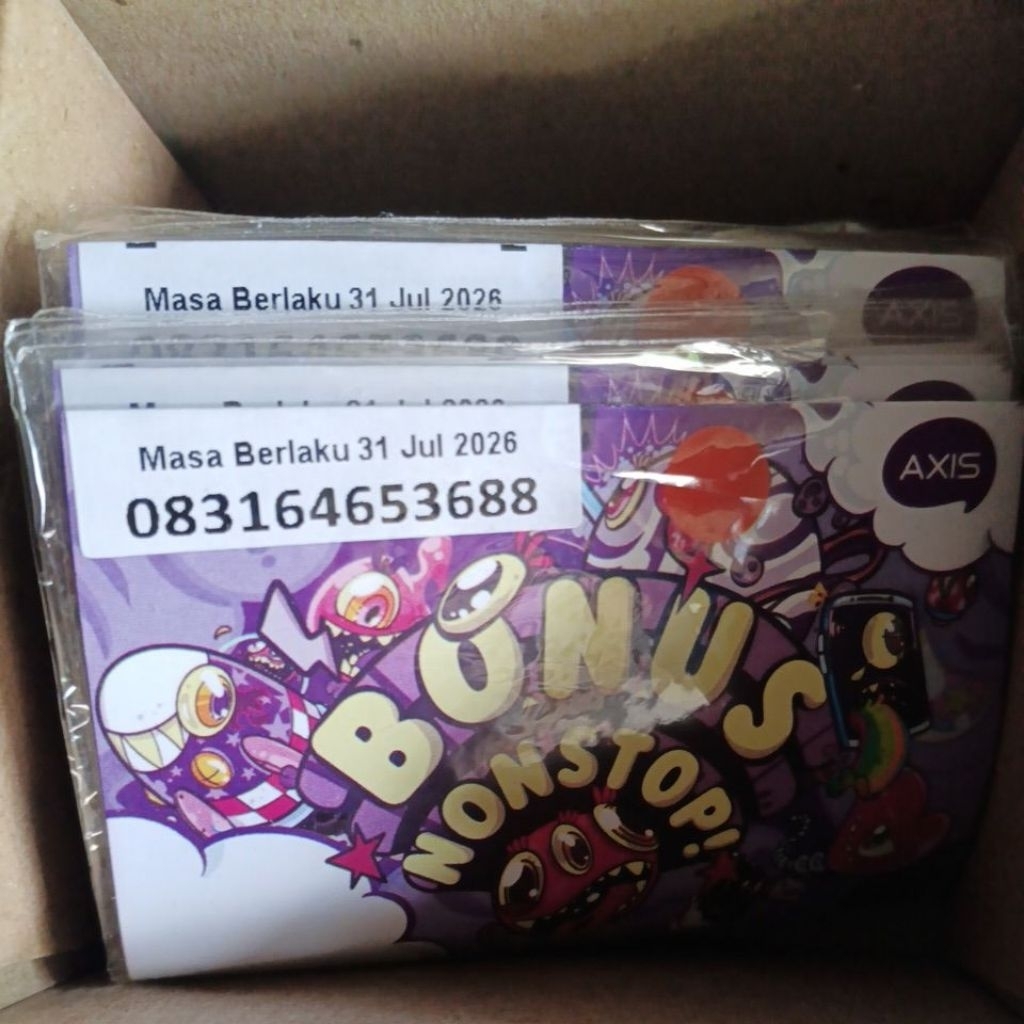 Masa Berlaku 31 Jul 2026
AXIS
Masa Berlaku 31 Jul 2026
083164653688
AXIS
BONUS
NONSTOP!